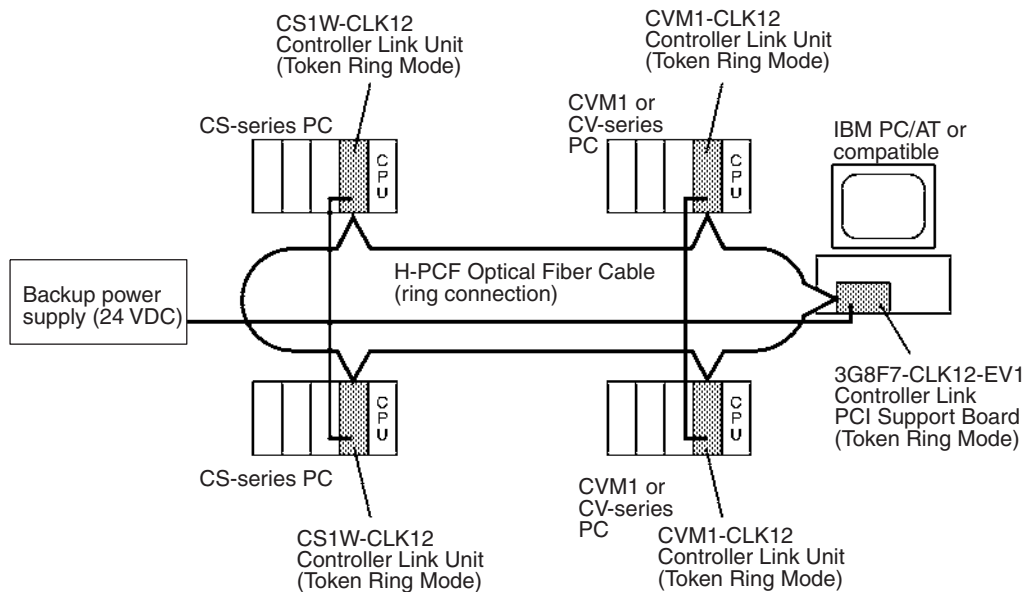 CS1W-CLK12
Controller Link Unit
(Token Ring Mode)
CVM1-CLK12
Controller Link Unit
(Token Ring Mode)
CS-series PC
CVM1 or
CV-series
PC
IBM PC/AT or
compatible
CPU
CPU
H-PCF Optical Fiber Cable
(ring connection)
Backup power
supply (24 VDC)
3G8F7-CLK12-EV1
Controller Link
PCI Support Board
(Token Ring Mode)
CPU
CPU
CS-series PC
CVM1 or
CV-series
PC
CS1W-CLK12
Controller Link Unit
(Token Ring Mode)
CVM1-CLK12
Controller Link Unit
(Token Ring Mode)